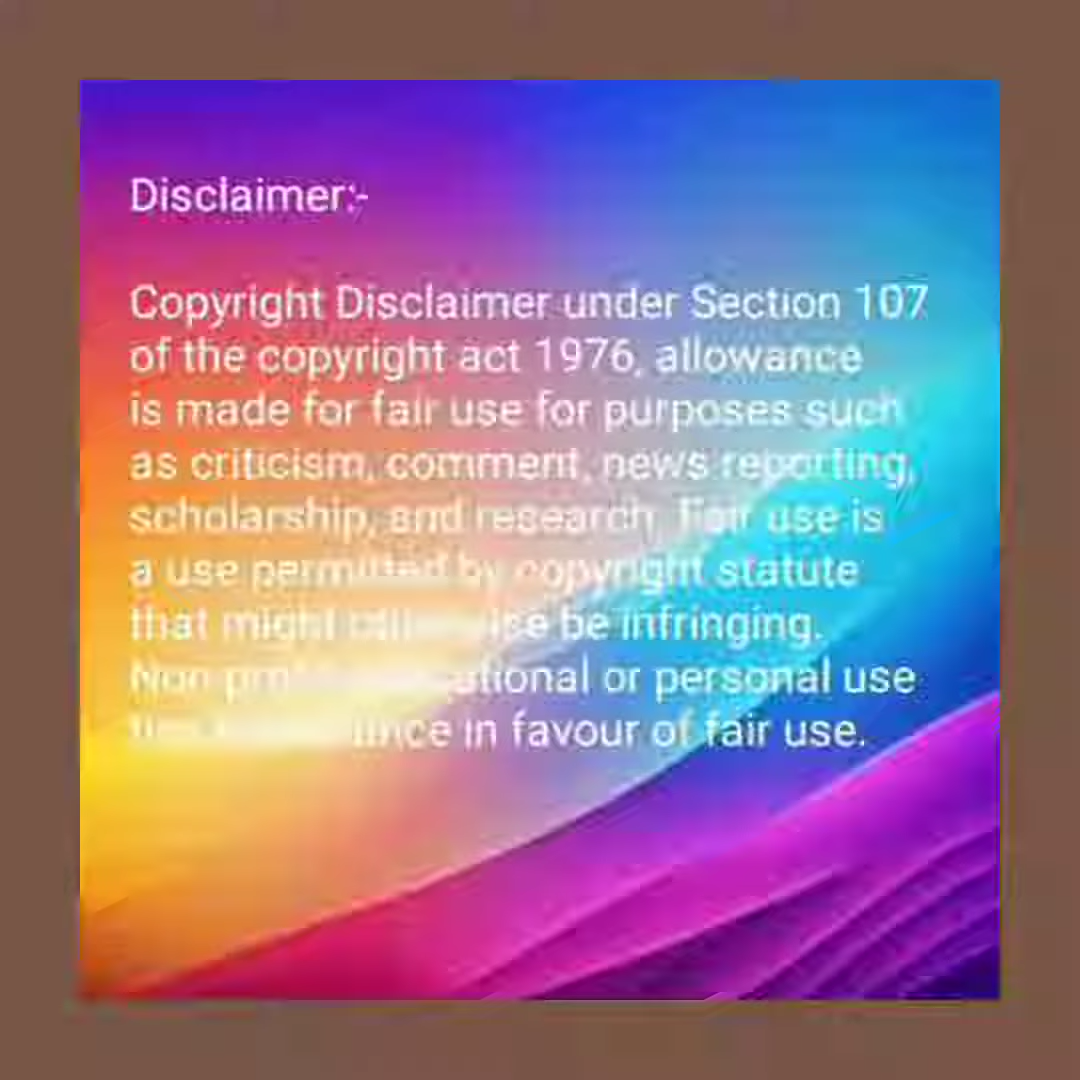 Disclaimer:-
Copyright Disclaimer under Section 107
of the copyright act 1976, allowance
is made for fair use for purposes such
as criticism, comment, news reporting,
scholarship, and research. Fair use is
a use permitted by copyright statute
that might be infringing.
Non or personal use
in favour of fair use.